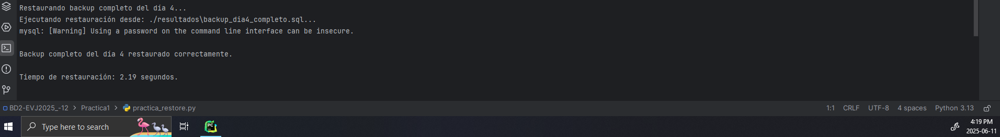 Restaurando backup completo del día 4...
Ejecutando restauración desde: ./resultados\backup_dia4_completo.sql...
mysql: [Warning] Using a password on the command line interface can be insecure.
Backup completo del día 4 restaurado correctamente.
Tiempo de restauración: 2.19 segundos.
BD2-EVJ2025_-12 > Practica1 > practica_restore.py
1:1 CRLF UTF-8 4 spaces Python 3.13
Type here to search
PC
4:19 PM
2025-06-11